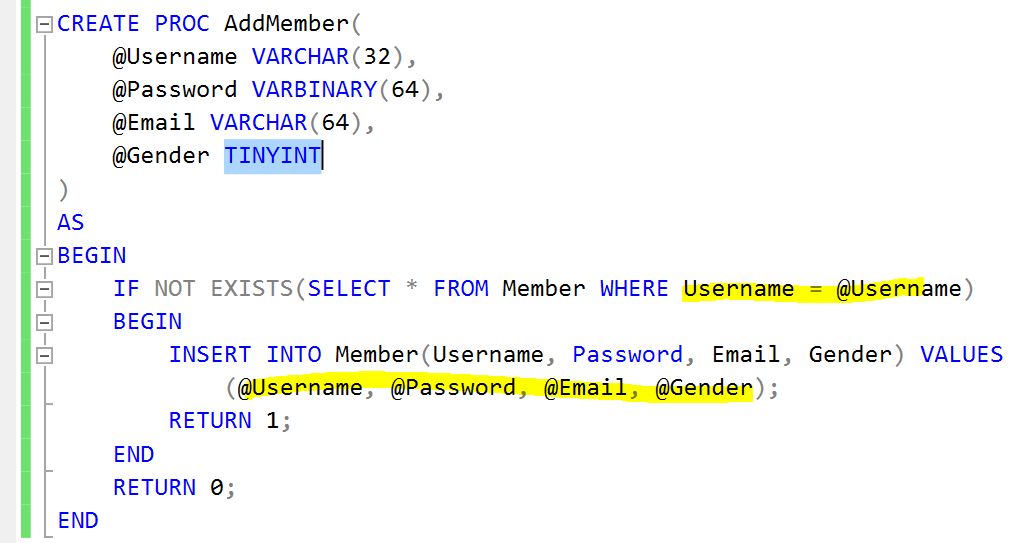 CREATE PROC AddMember(
@Username VARCHAR(32),
@Password VARBINARY(64),
@Email VARCHAR(64),
@Gender TINYINT
)
AS
BEGIN
IF NOT EXISTS(SELECT * FROM Member WHERE Username = @Username)
BEGIN
INSERT INTO Member(Username, Password, Email, Gender) VALUES
(@Username, @Password, @Email, @Gender);
RETURN 1;
END
RETURN 0;
END